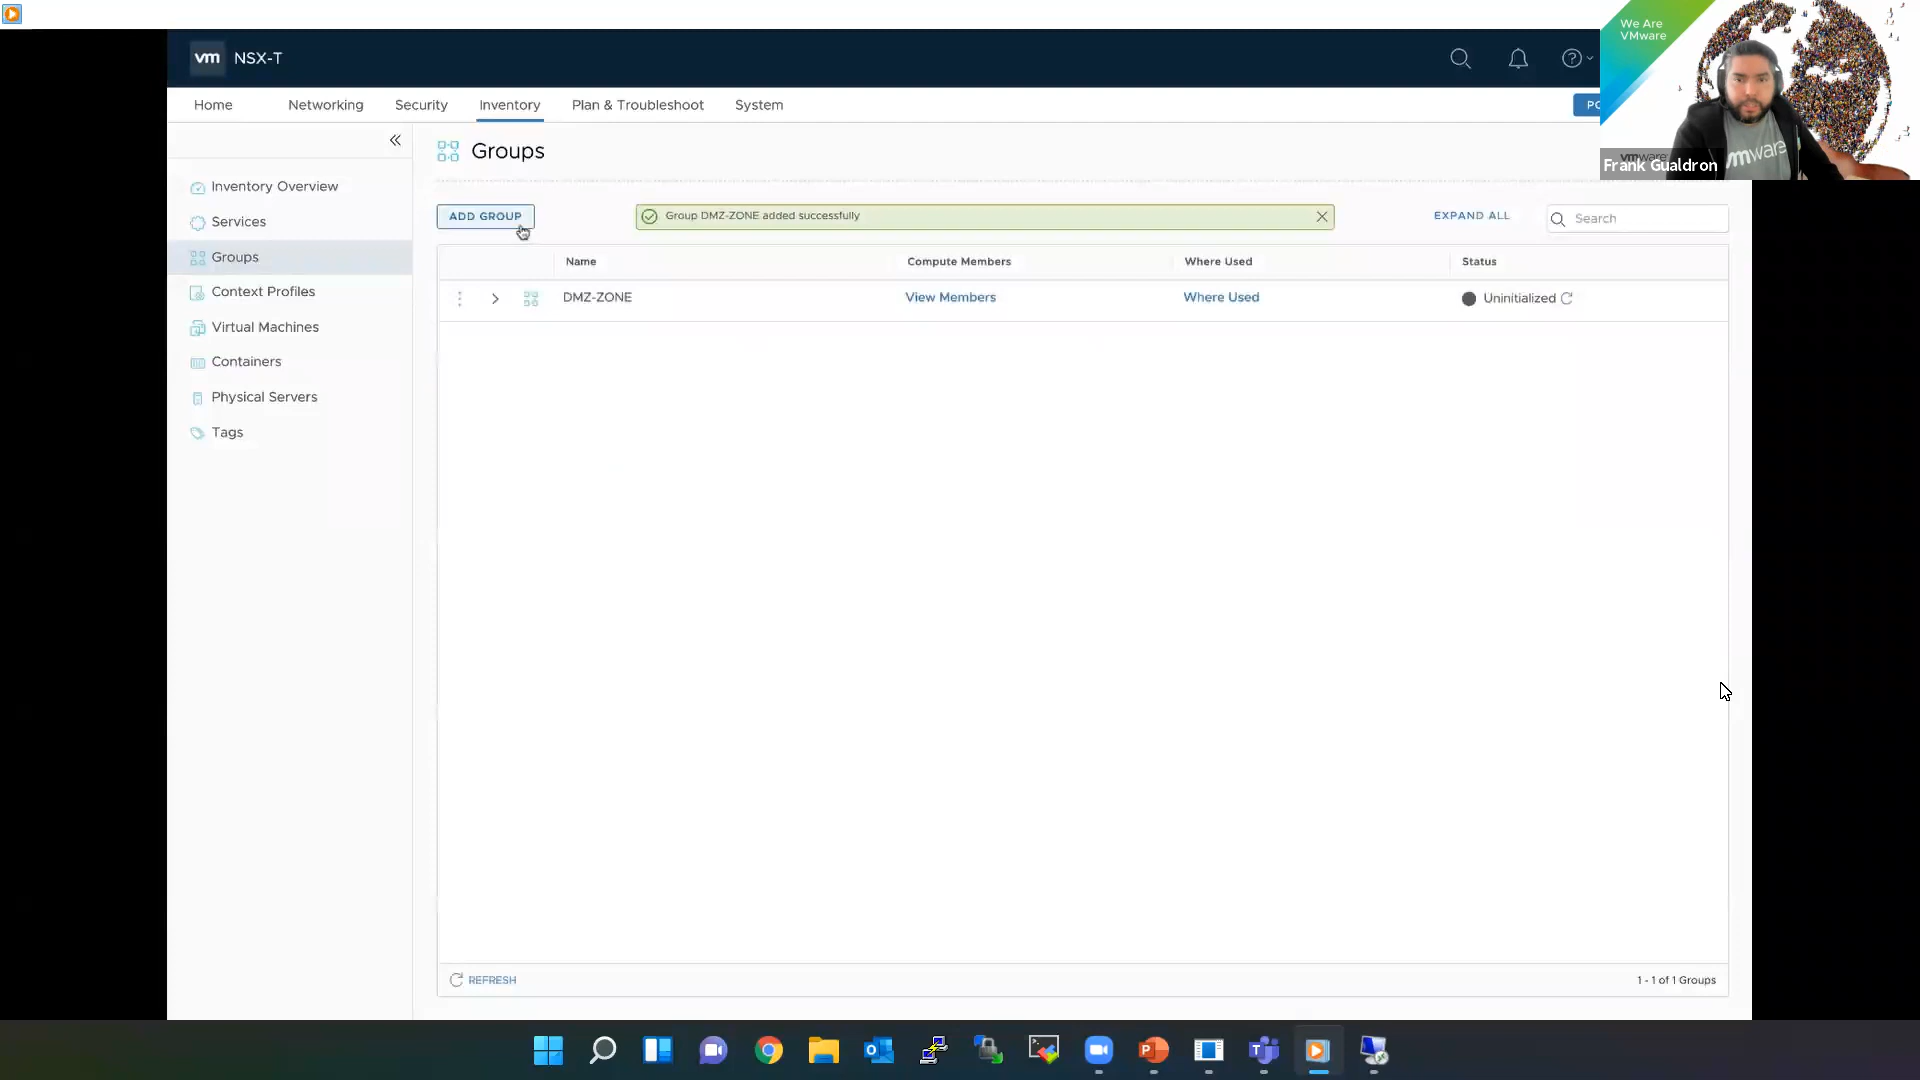 vm NSX-T
We Are
VMware
Home Networking Security Inventory Plan & Troubleshoot System
Groups
vmware
Frank Gualdron
Inventory Overview
Services
Groups
Context Profiles
Virtual Machines
Containers
Physical Servers
Tags
ADD GROUP
Group DMZ-ZONE added successfully
EXPAND ALL
Search
Name Compute Members Where Used Status
DMZ-ZONE View Members Where Used Uninitialized
REFRESH
1 - 1 of 1 Groups